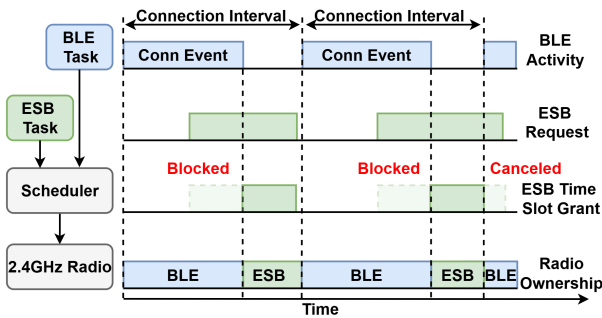 Connection Interval
Connection Interval
BLE
Task
Conn Event
Conn Event
BLE
Activity
ESB
Task
ESB
Request
Blocked
Blocked
Canceled
Scheduler
ESB Time
Slot Grant
2.4GHz Radio
BLE
ESB
BLE
ESB
BLE
Radio
Ownership
Time